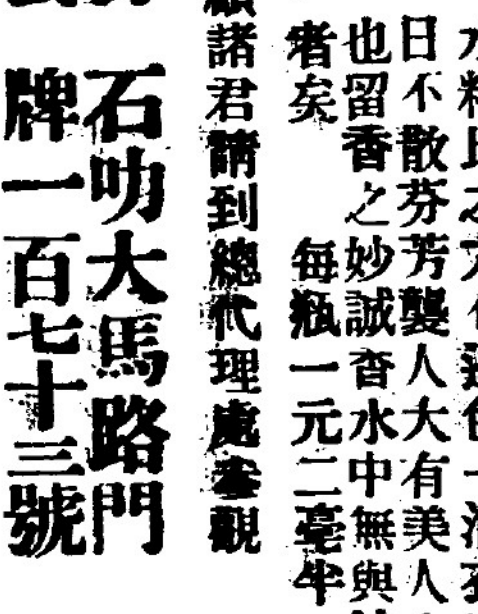 日不散芬芳襲人大有美人
也留香之妙誠香水中無與
者矣　每瓶一元二毫半
諸君請到總代理處參觀
石叻大馬路門
牌一百七十三號